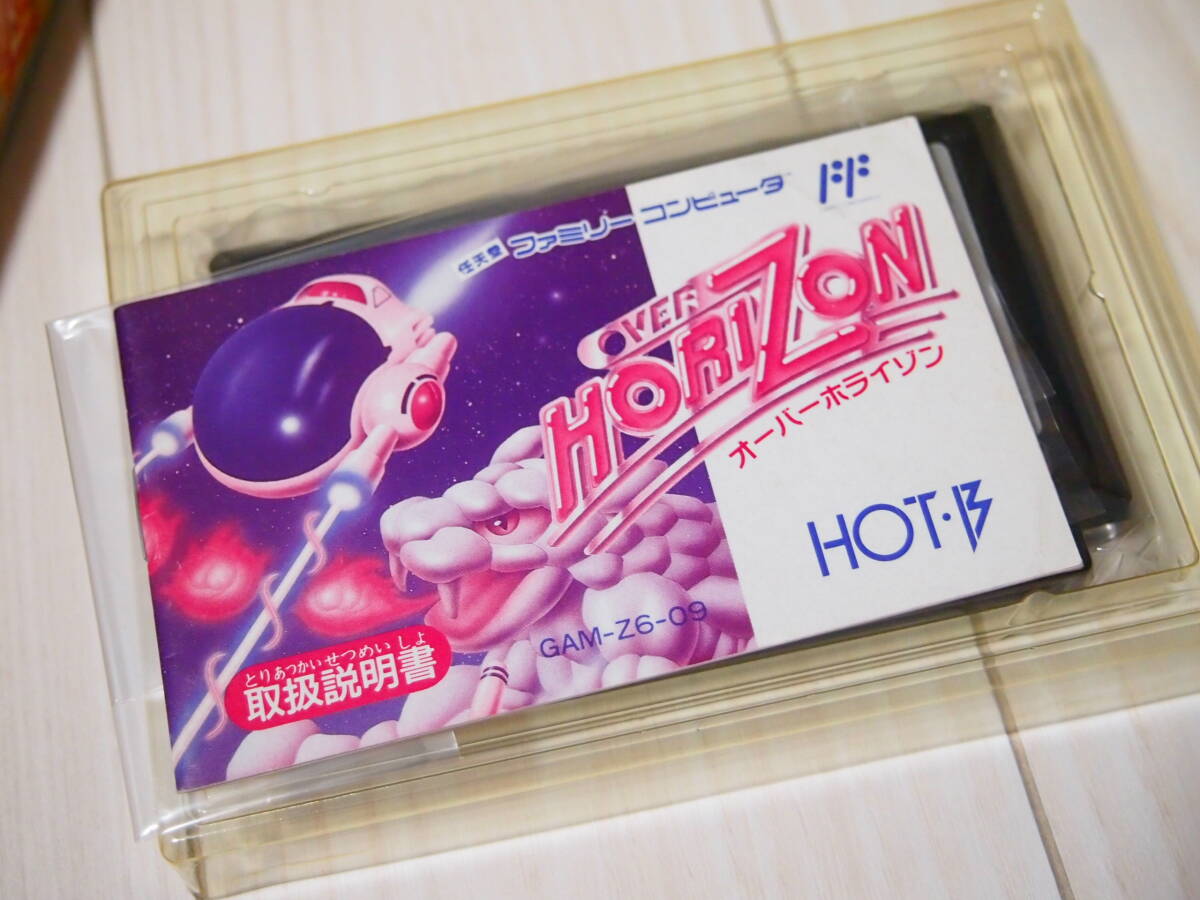 任天堂 ファミリー コンピュータ™
OVER
HORIZON
オーバーホライゾン
HOT・B
GAM-Z6-09
とりあつかいせつめいしょ
取扱説明書